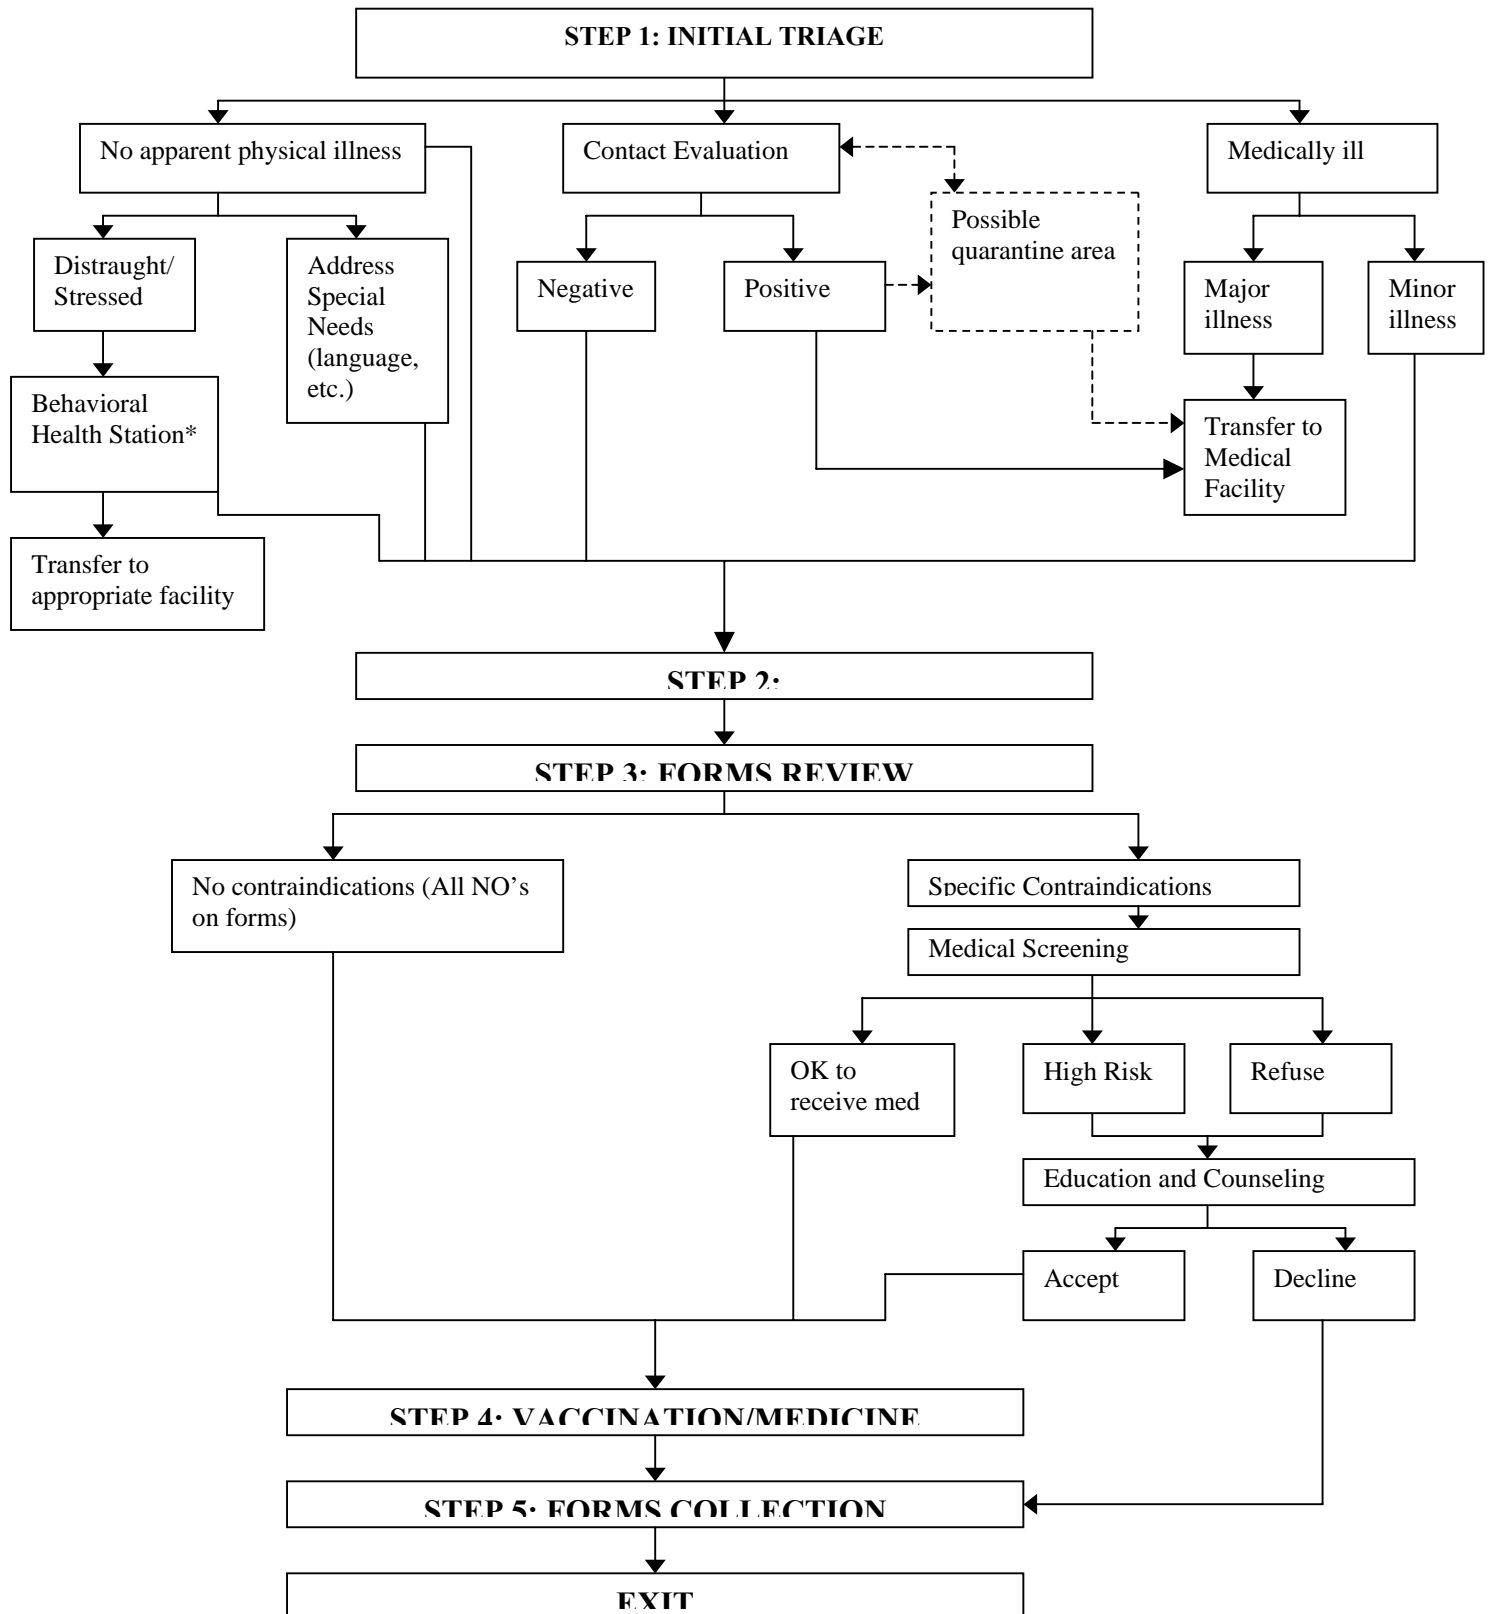 STEP 1: INITIAL TRIAGE
No apparent physical illness
Contact Evaluation
Medically ill
Distraught/
Stressed
Address
Special
Needs
(language,
etc.)
Negative
Positive
Possible
quarantine area
Major
illness
Minor
illness
Behavioral
Health Station*
Transfer to
Medical
Facility
Transfer to
appropriate facility
STEP 2:
STEP 3: FORMS REVIEW
No contraindications (All NO’s
on forms)
Specific Contraindications
Medical Screening
OK to
receive med
High Risk
Refuse
Education and Counseling
Accept
Decline
STEP 4: VACCINATION/MEDICINE
STEP 5: FORMS COLLECTION
EXIT